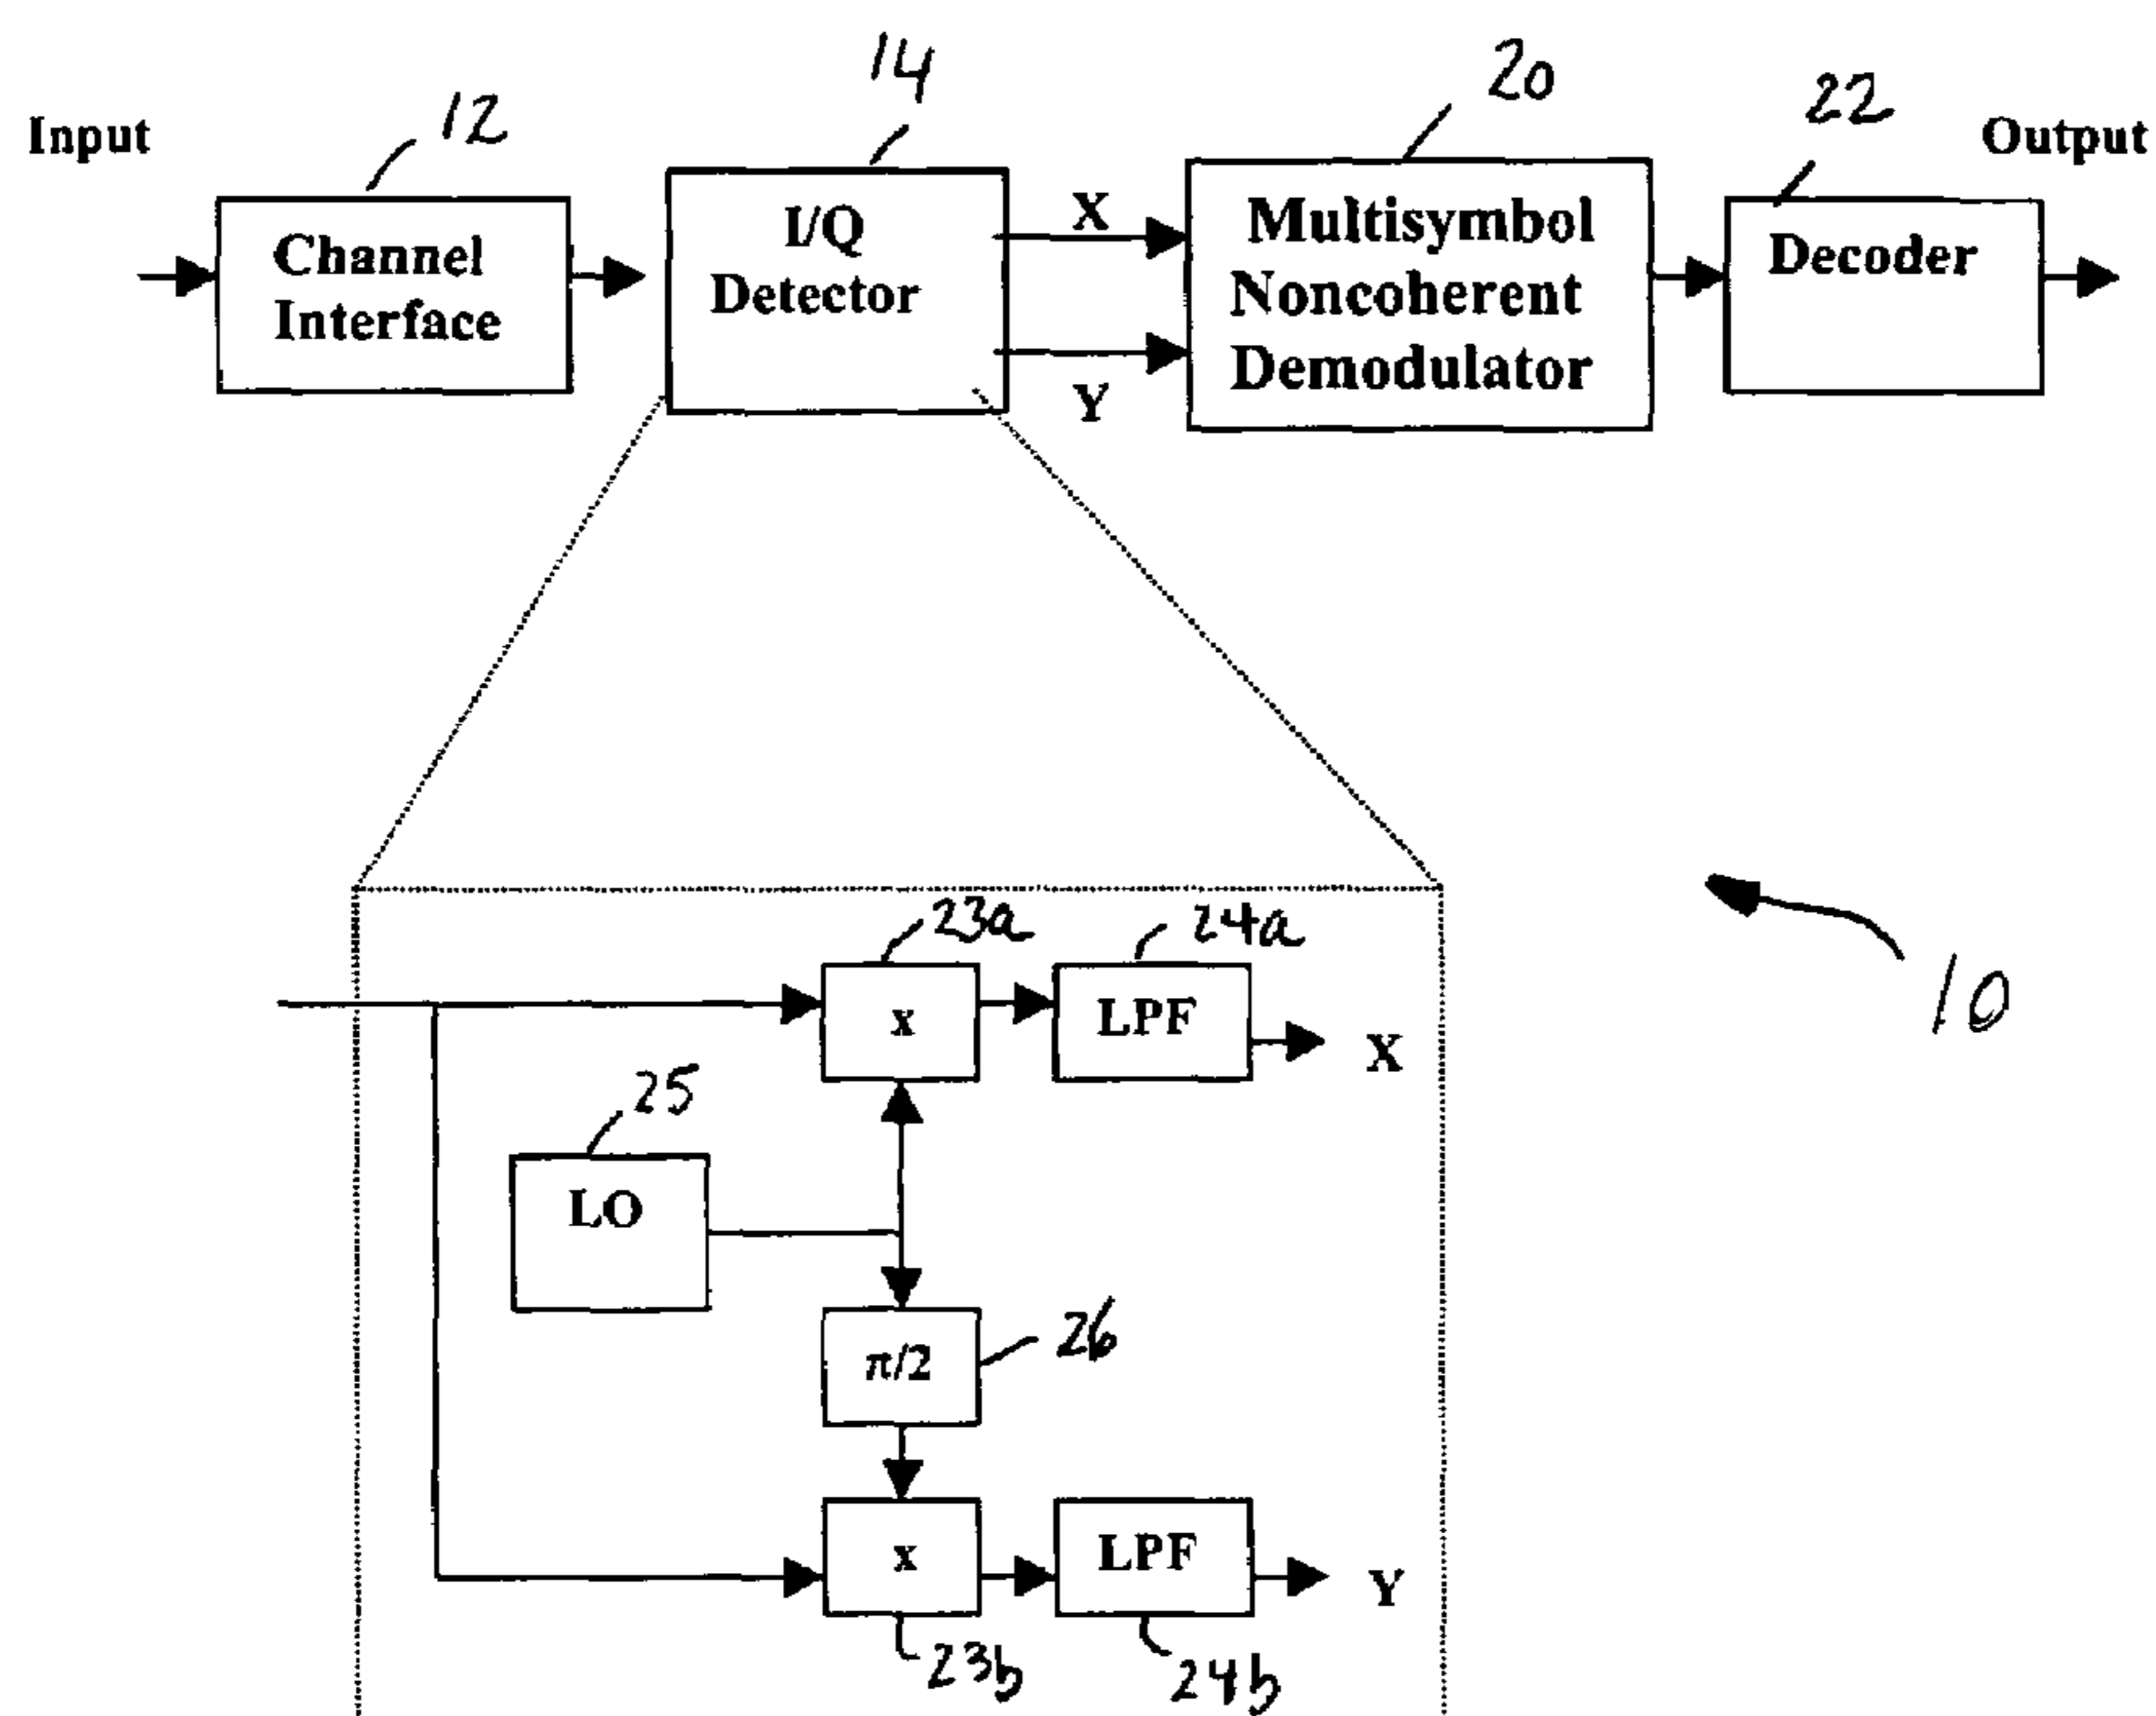 14
20
12
22
Input
Output
Channel
Interface
I/Q
Detector
X
Y
Multisymbol
Noncoherent
Demodulator
Decoder
23a
24a
x
LPF
X
10
25
LO
π/2
26
x
LPF
Y
23b
24b